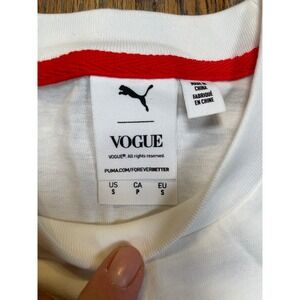 VOGUE
VOGUE®. All rights reserved.
PUMA.COM/FOREVERBETTER
US CA EU
S P S
MADE IN
CHINA
FABRIQUÉ
EN CHINE